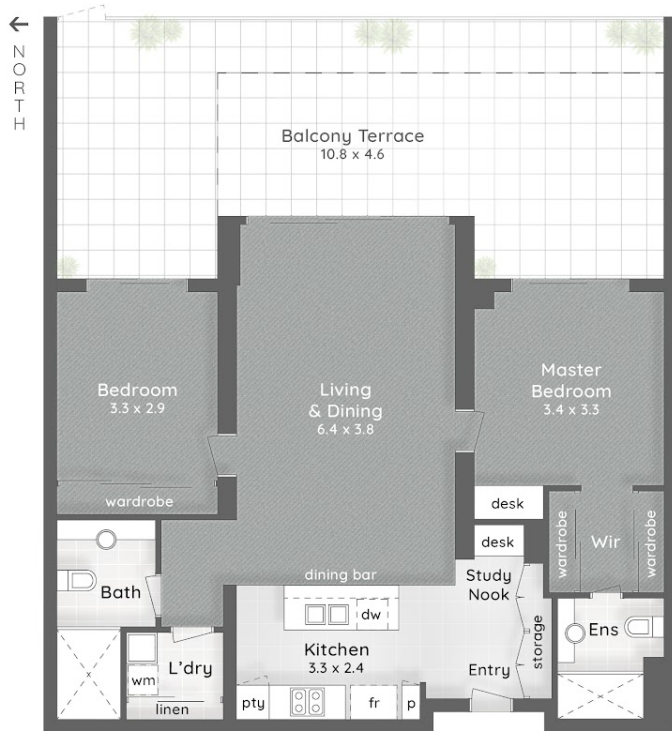 NORTH
Balcony Terrace
10.8 x 4.6
Bedroom
3.3 x 2.9
wardrobe
Living
& Dining
6.4 x 3.8
Master
Bedroom
3.4 x 3.3
desk
desk
wardrobe
Wir
wardrobe
dining bar
Study
Nook
storage
Bath
L'dry
wm
linen
dw
Kitchen
3.3 x 2.4
pty
fr
p
Entry
Ens